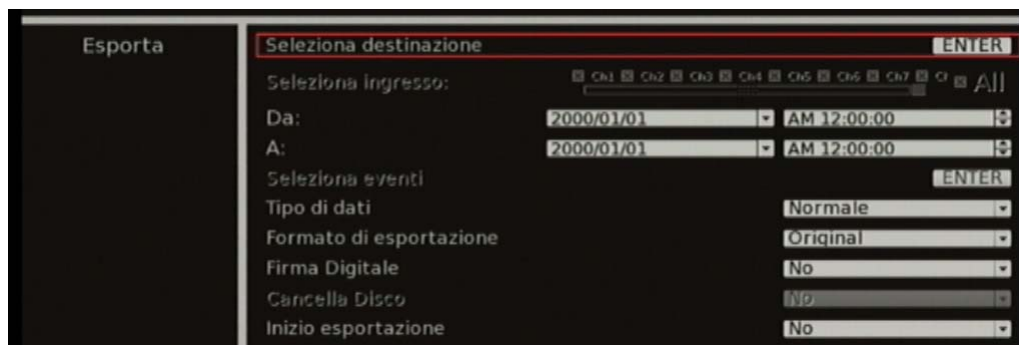 Esporta
Seleziona destinazione ENTER
Seleziona ingresso: Ch1 Ch2 Ch3 Ch4 Ch5 Ch6 Ch7 All
Da: 2000/01/01 AM 12:00:00
A: 2000/01/01 AM 12:00:00
Seleziona eventi ENTER
Tipo di dati Normale
Formato di esportazione Original
Firma Digitale No
Cancella Disco No
Inizio esportazione No